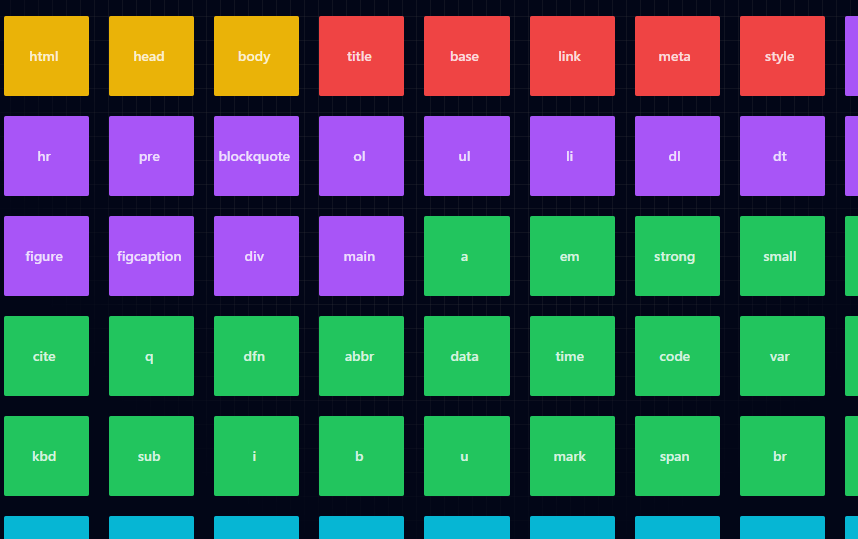 html head body title base link meta style
hr pre blockquote ol ul li dl dt
figure figcaption div main a em strong small
cite q dfn abbr data time code var
kbd sub i b u mark span br